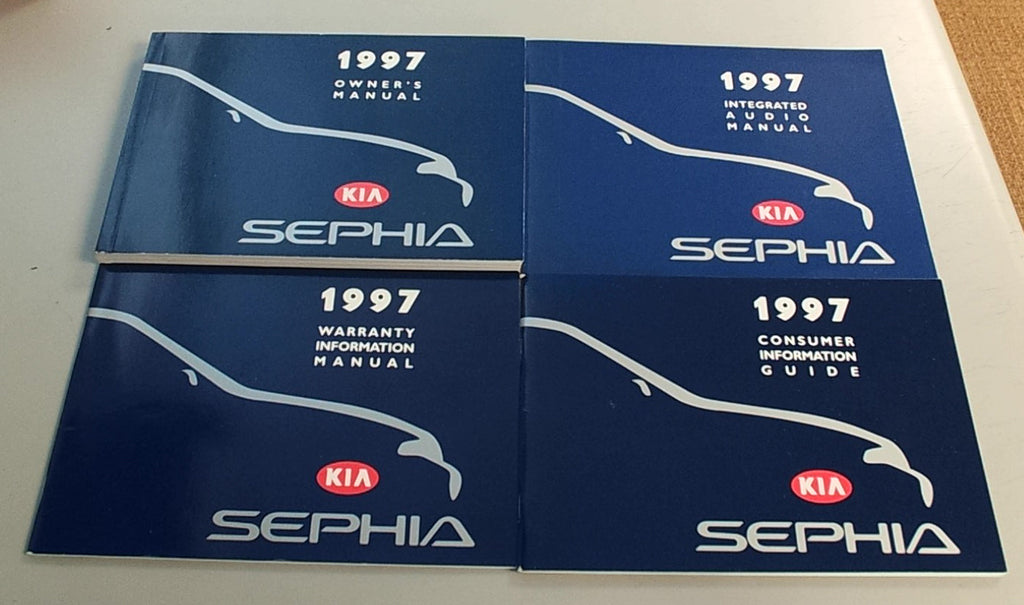 1997
OWNER'S
MANUAL
KIA
SEPHIA
1997
INTEGRATED
AUDIO
MANUAL
KIA
SEPHIA
1997
WARRANTY
INFORMATION
MANUAL
KIA
SEPHIA
1997
CONSUMER
INFORMATION
GUIDE
KIA
SEPHIA